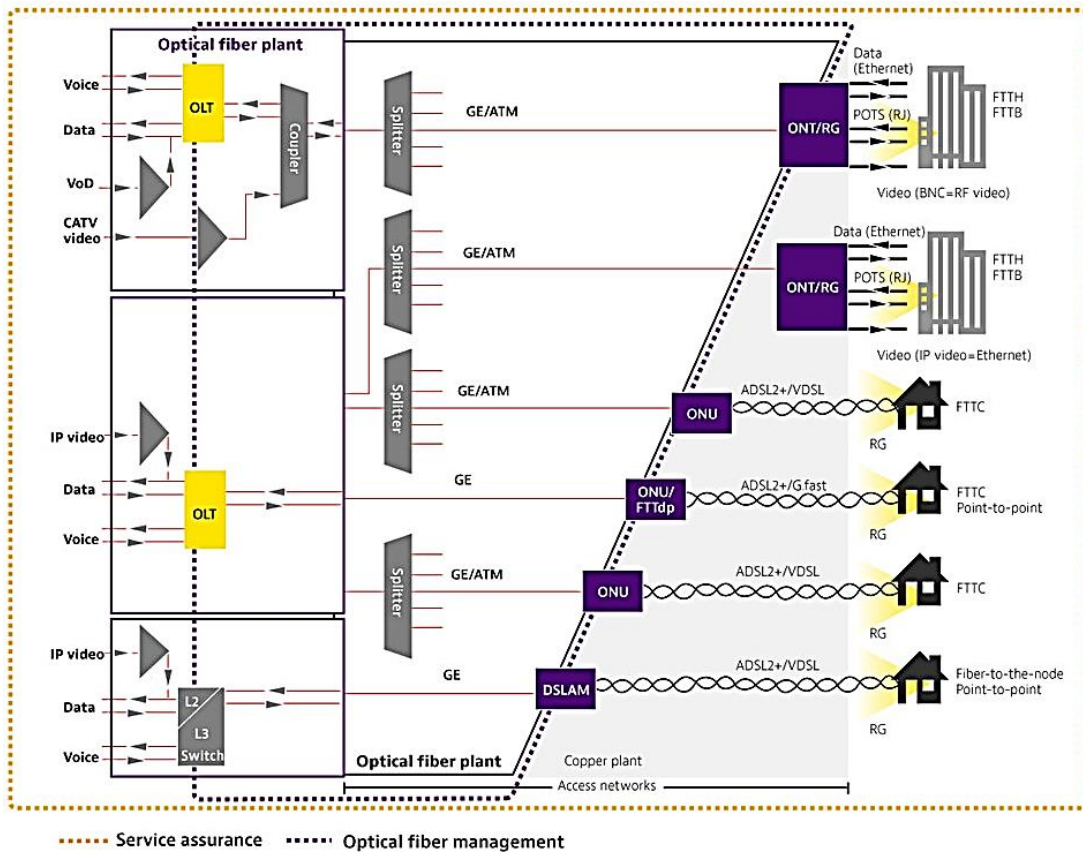 Optical fiber plant
Voice
OLT
Data
VoD
CATV
video
Coupler
Splitter
GE/ATM
ONT/RG
Data
(Ethernet)
POTS (RJ)
FTTH
FTTB
Video (BNC=RF video)
Splitter
GE/ATM
ONT/RG
Data (Ethernet)
POTS (RJ)
FTTH
FTTB
Video (IP video=Ethernet)
Splitter
GE/ATM
ONU
ADSL2+/VDSL
RG
FTTC
IP video
Data
OLT
Voice
GE
ONU/
FTTdp
ADSL2+/G.fast
RG
FTTC
Point-to-point
Splitter
GE/ATM
ONU
ADSL2+/VDSL
RG
FTTC
IP video
Data
Voice
L2
L3
Switch
GE
DSLAM
ADSL2+/VDSL
RG
Fiber-to-the-node
Point-to-point
Optical fiber plant
Copper plant
Access networks
Service assurance
Optical fiber management